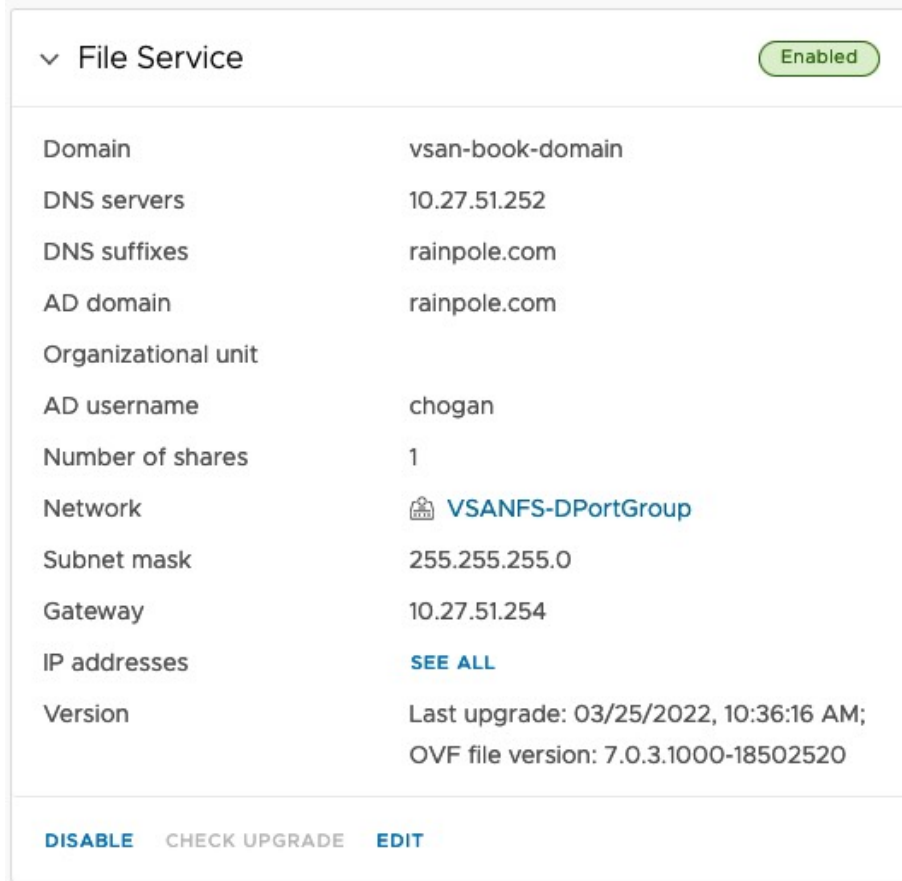 File Service Enabled
Domain vsan-book-domain
DNS servers 10.27.51.252
DNS suffixes rainpole.com
AD domain rainpole.com
Organizational unit
AD username chogan
Number of shares 1
Network VSANFS-DPortGroup
Subnet mask 255.255.255.0
Gateway 10.27.51.254
IP addresses SEE ALL
Version Last upgrade: 03/25/2022, 10:36:16 AM;
OVF file version: 7.0.3.1000-18502520
DISABLE CHECK UPGRADE EDIT